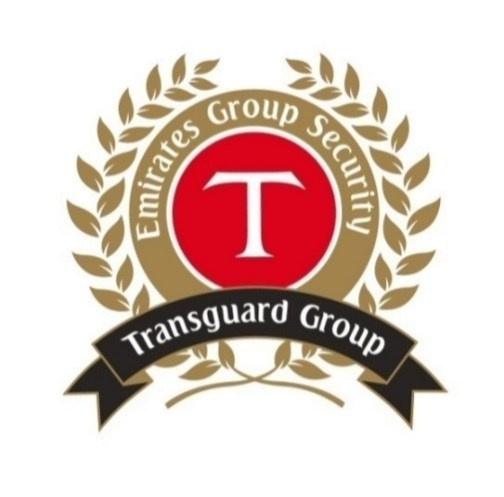 Emirates Group Security
T
Transguard Group